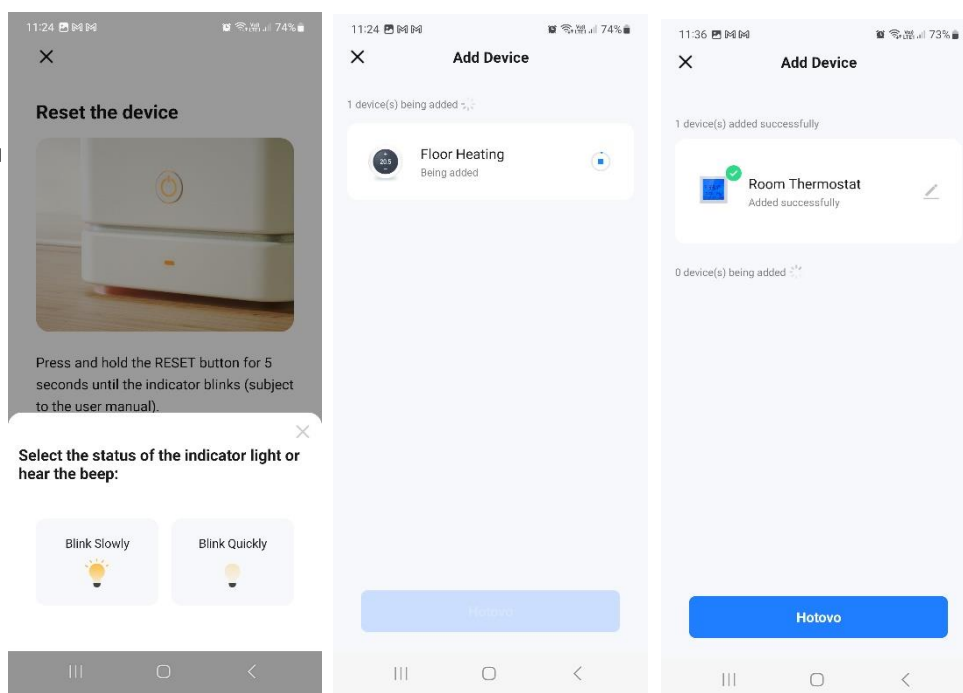 11:24
74%
Reset the device
Press and hold the RESET button for 5
seconds until the indicator blinks (subject
to the user manual).
Select the status of the indicator light or
hear the beep:
Blink Slowly
Blink Quickly
11:24
74%
Add Device
1 device(s) being added
20.5
Floor Heating
Being added
Hotovo
11:36
73%
Add Device
1 device(s) added successfully
Room Thermostat
Added successfully
0 device(s) being added
Hotovo